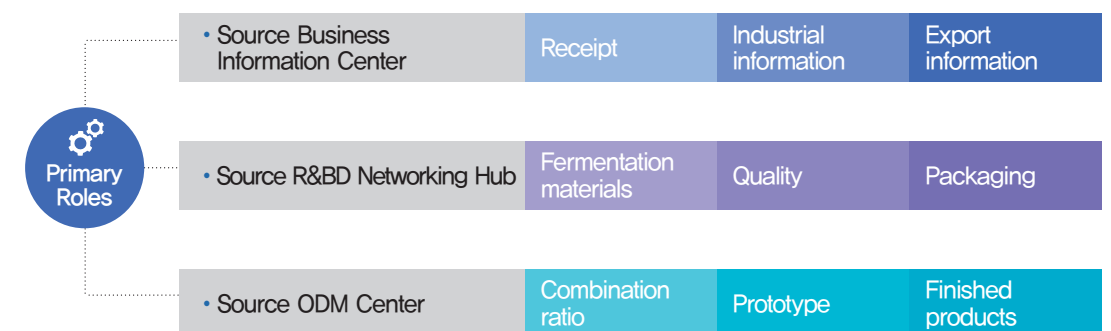 Primary
Roles
• Source Business
Information Center
Receipt
Industrial
information
Export
information
• Source R&BD Networking Hub
Fermentation
materials
Quality
Packaging
• Source ODM Center
Combination
ratio
Prototype
Finished
products